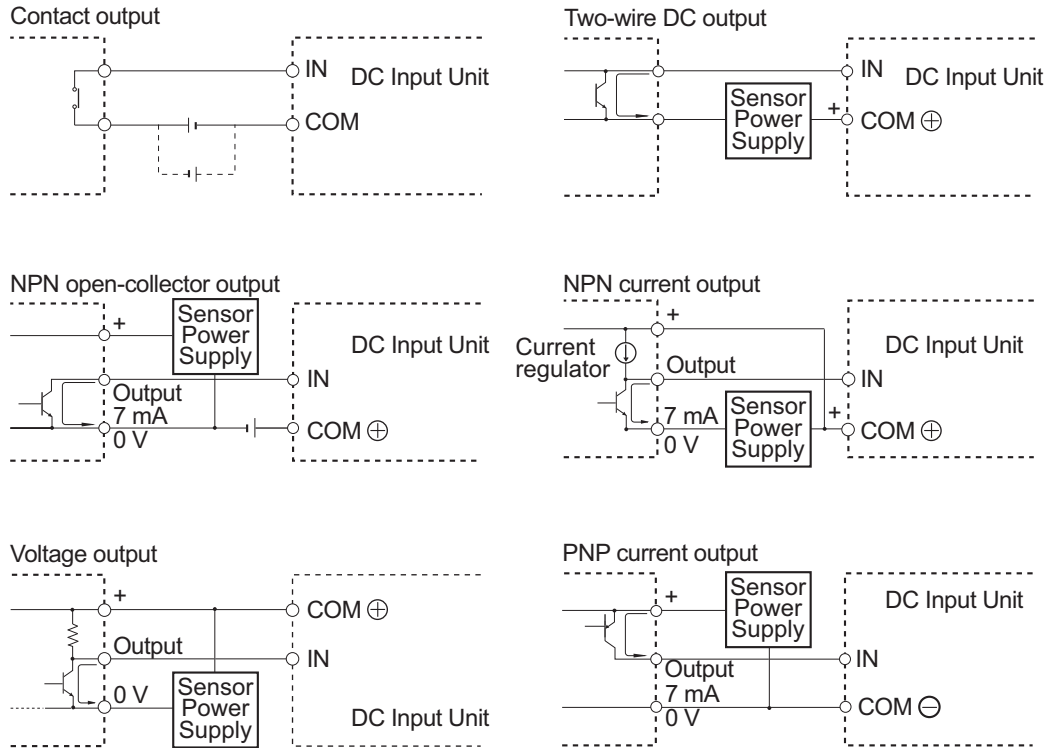 Contact output
IN
DC Input Unit
COM
Two-wire DC output
IN
DC Input Unit
Sensor
Power
Supply
+
COM ⊕
NPN open-collector output
+
Sensor
Power
Supply
DC Input Unit
Output
IN
7 mA
0 V
COM ⊕
NPN current output
+
Current
regulator
DC Input Unit
Output
IN
7 mA
0 V
Sensor
Power
Supply
+
COM ⊕
Voltage output
+
COM ⊕
Output
IN
0 V
Sensor
Power
Supply
DC Input Unit
PNP current output
+
Sensor
Power
Supply
DC Input Unit
Output
IN
7 mA
0 V
COM ⊖